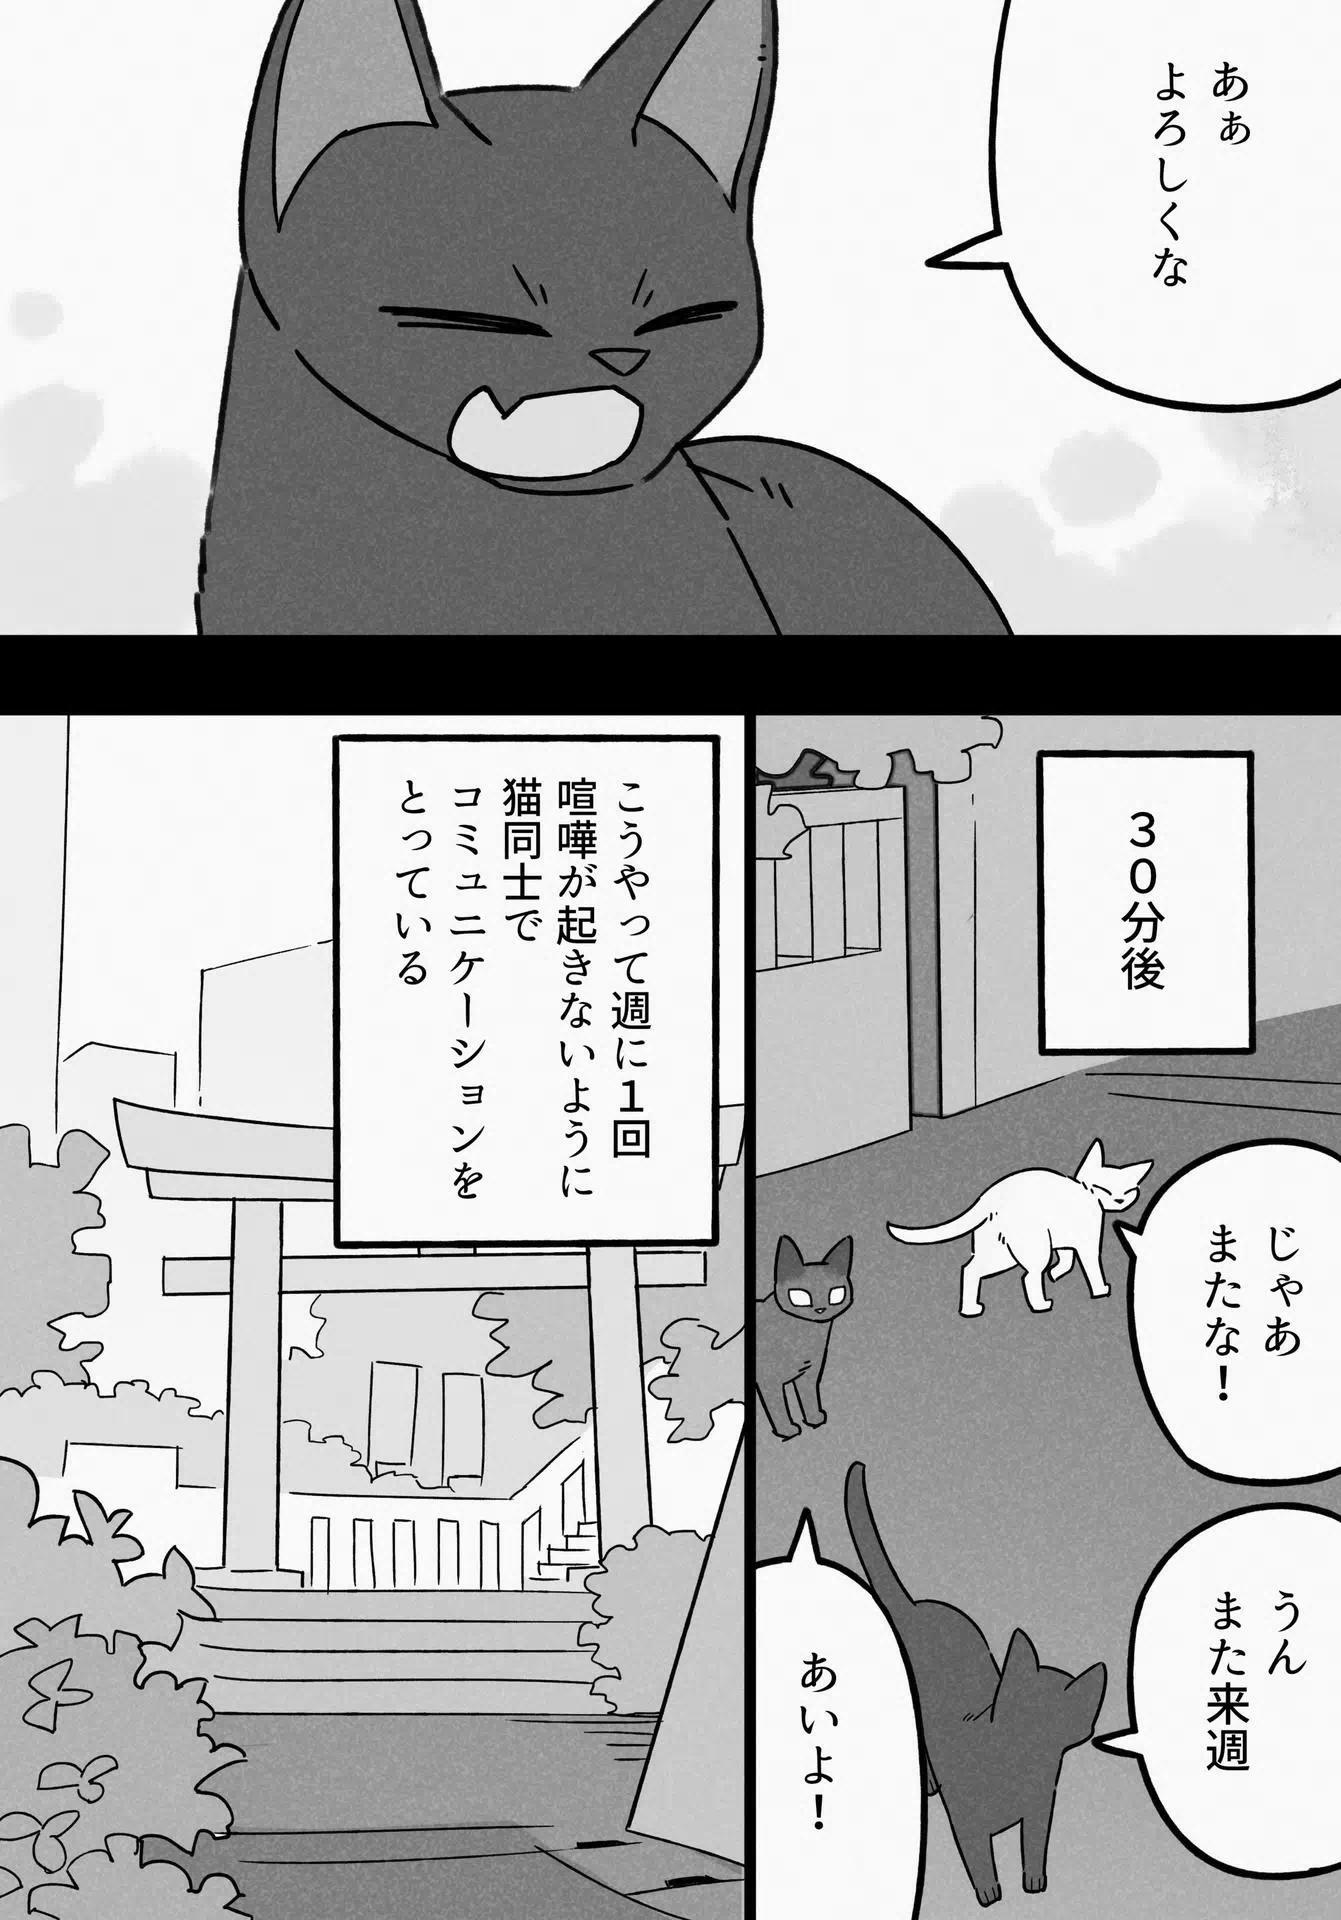 あぁ
よろしくな
30分後
じゃあ
またな！
うん
また来週
あいよ！
こうやって週に1回
喧嘩が起きないように
猫同士で
コミュニケーションを
とっている